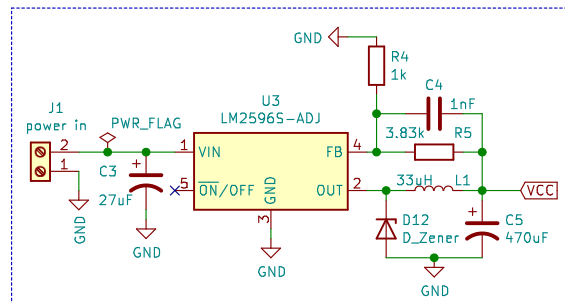 GND
R4
1k
C4
1nF
U3
LM2596S-ADJ
J1
power in
PWR_FLAG
3.83k
R5
2
1
1
VIN
FB
4
C3
27uF
5
ON/OFF
GND
OUT
2
33uH
L1
VCC
3
GND
D12
D_Zener
C5
470uF
GND
GND